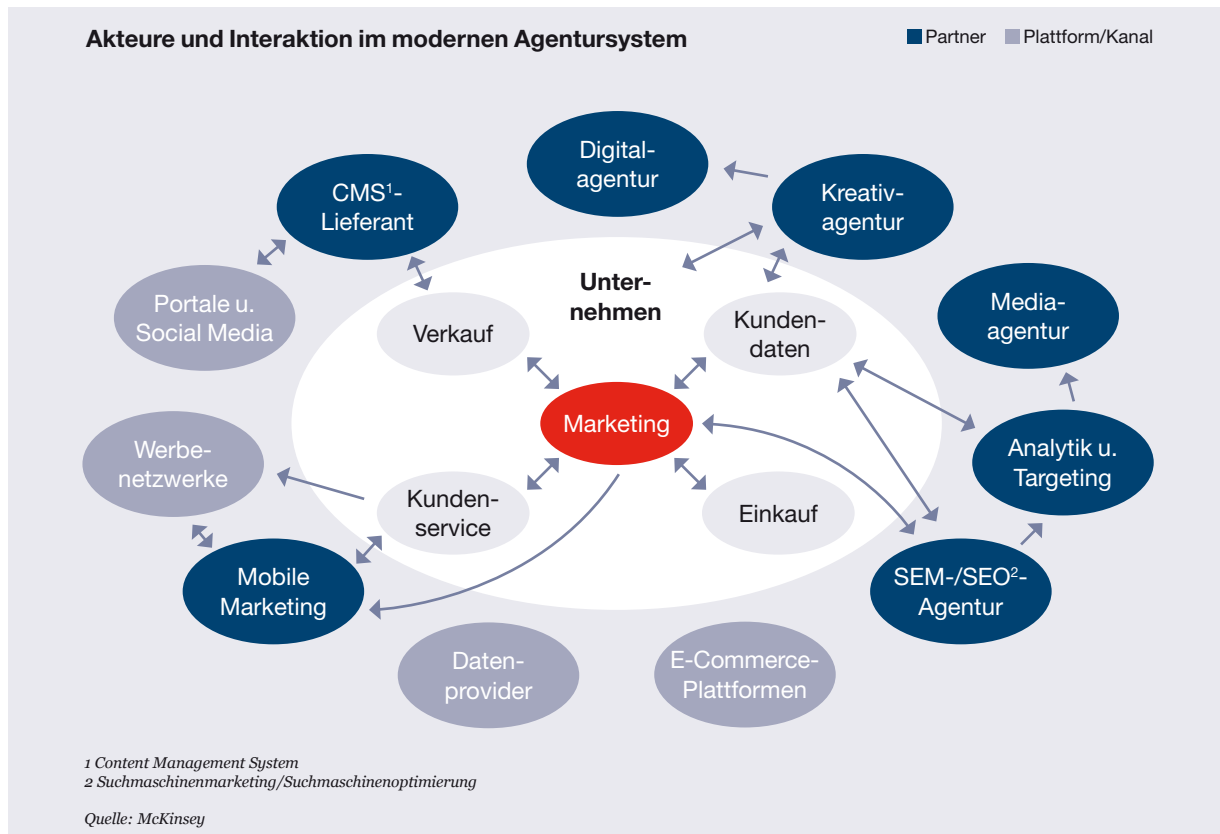 Akteure und Interaktion im modernen Agentursystem
Partner
Plattform/Kanal
Digital-
agentur
CMS¹-
Lieferant
Kreativ-
agentur
Portale u.
Social Media
Unter-
nehmen
Verkauf
Kunden-
daten
Media-
agentur
Marketing
Werbe-
netzwerke
Analytik u.
Targeting
Kunden-
service
Einkauf
Mobile
Marketing
SEM-/SEO²-
Agentur
Daten-
provider
E-Commerce-
Plattformen
1 Content Management System
2 Suchmaschinenmarketing/Suchmaschinenoptimierung
Quelle: McKinsey